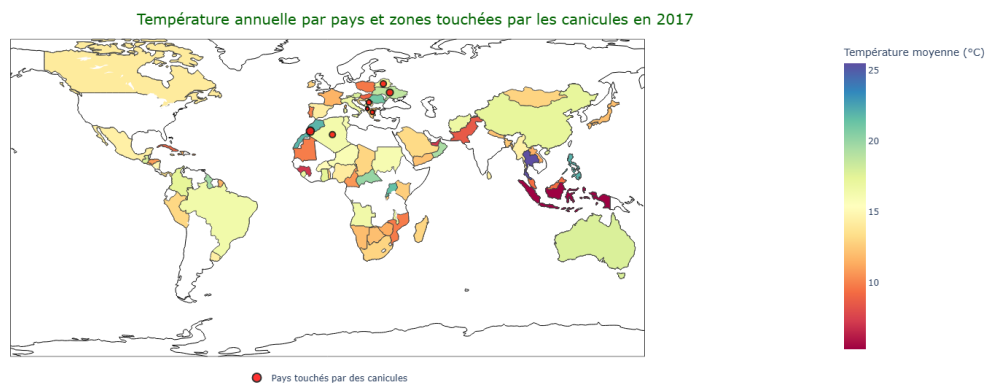 Température annuelle par pays et zones touchées par les canicules en 2017
Température moyenne (°C)
25
20
15
10
Pays touchés par des canicules